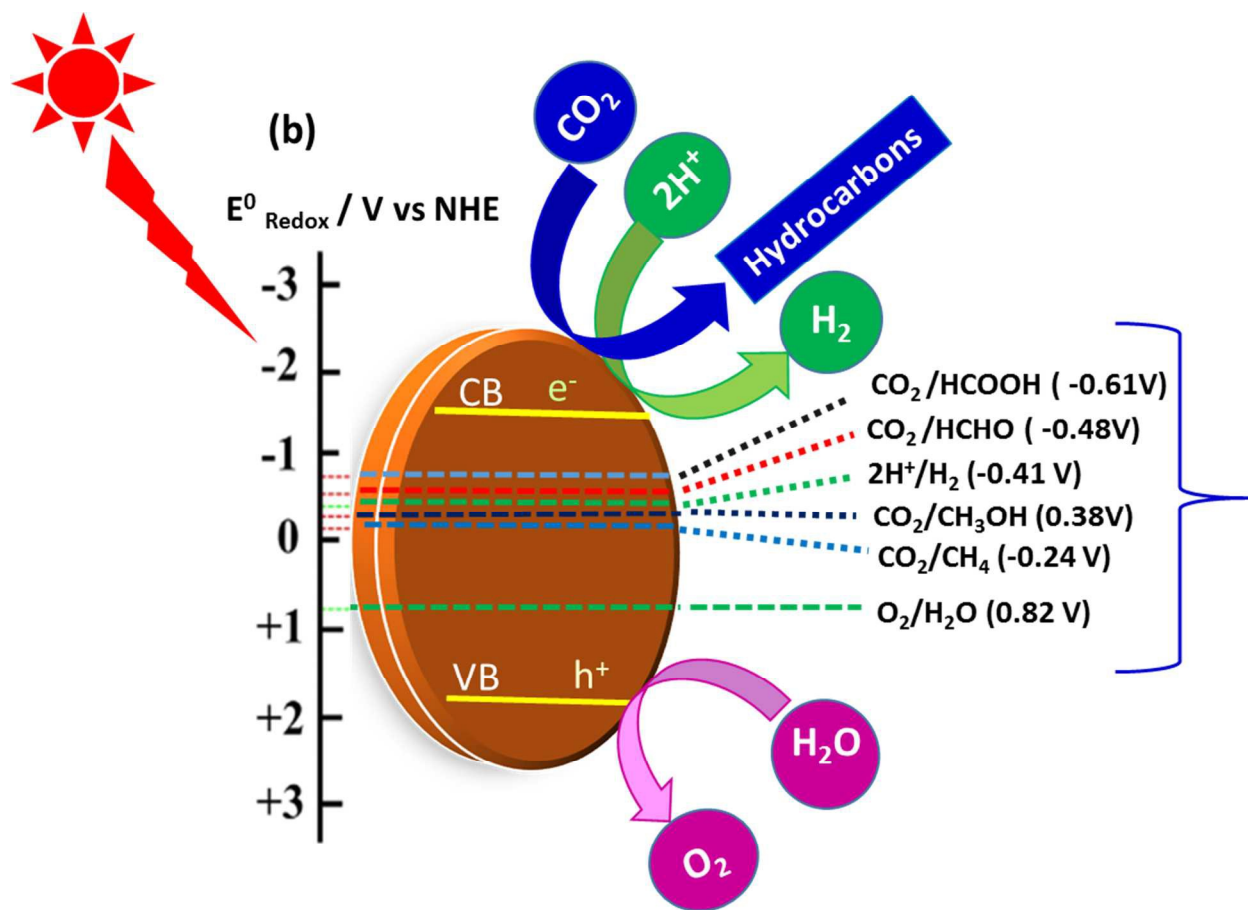 (b)
E⁰ Redox / V vs NHE
-3
-2
-1
0
+1
+2
+3
CO₂
2H⁺
Hydrocarbons
H₂
CB e⁻
VB h⁺
CO₂/HCOOH ( -0.61V)
CO₂/HCHO ( -0.48V)
2H⁺/H₂ (-0.41 V)
CO₂/CH₃OH (0.38V)
CO₂/CH₄ (-0.24 V)
O₂/H₂O (0.82 V)
H₂O
O₂